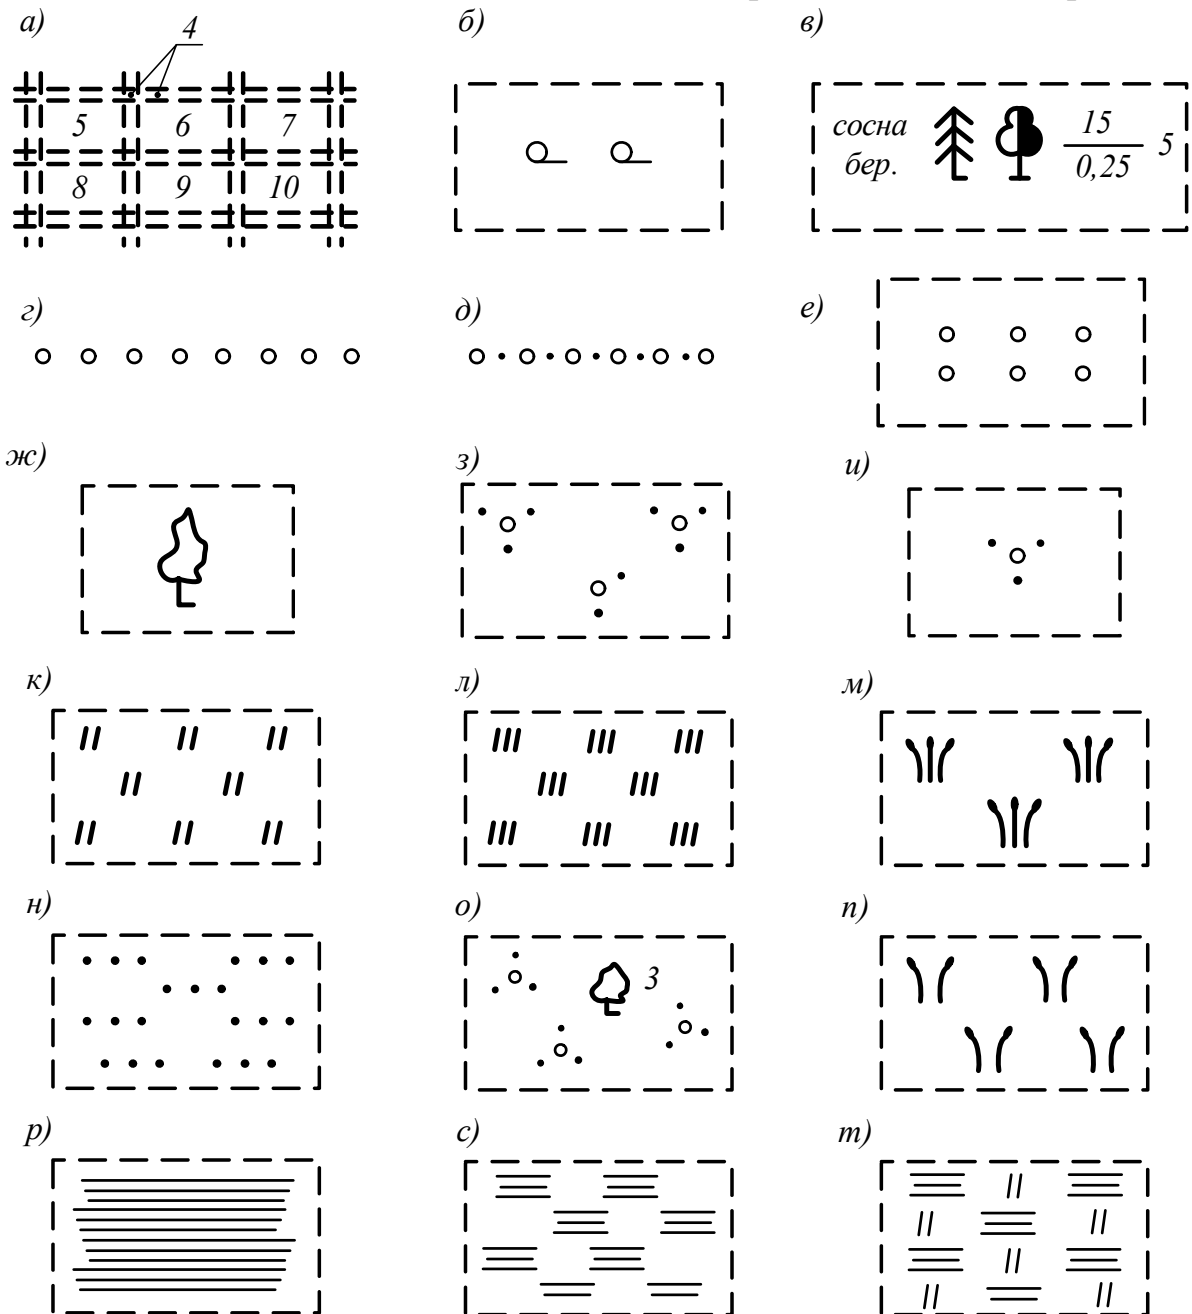 а) 4 б) в)
5 6 7
8 9 10
сосна 15 5
бер. 0,25
г) д) е)
ж) з) и)
к) л) м)
н) о) п)
3
р) с) т)